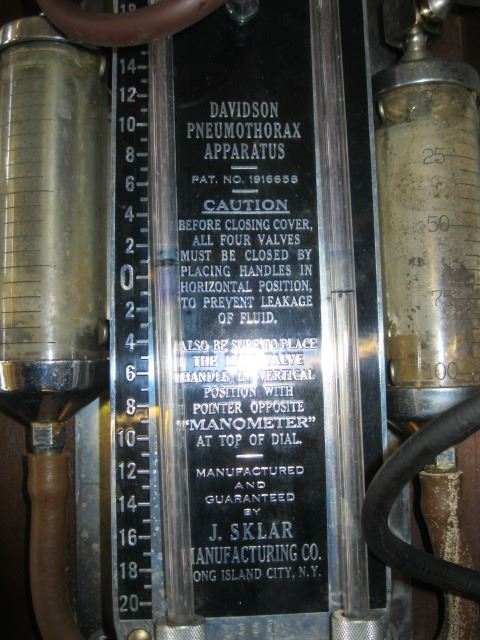 18
14
12
10
8
6
4
2
0
2
4
6
8
10
12
14
16
18
20
DAVIDSON
PNEUMOTHORAX
APPARATUS
PAT. NO. 1916658
CAUTION
BEFORE CLOSING COVER,
ALL FOUR VALVES
MUST BE CLOSED BY
PLACING HANDLES IN
HORIZONTAL POSITION,
TO PREVENT LEAKAGE
OF FLUID.
ALSO BE SURE TO PLACE
THE MAIN VALVE
HANDLE IN VERTICAL
POSITION WITH
POINTER OPPOSITE
"MANOMETER"
AT TOP OF DIAL.
MANUFACTURED
AND
GUARANTEED
BY
J. SKLAR
MANUFACTURING CO.
LONG ISLAND CITY, N.Y.
25
50
75
100